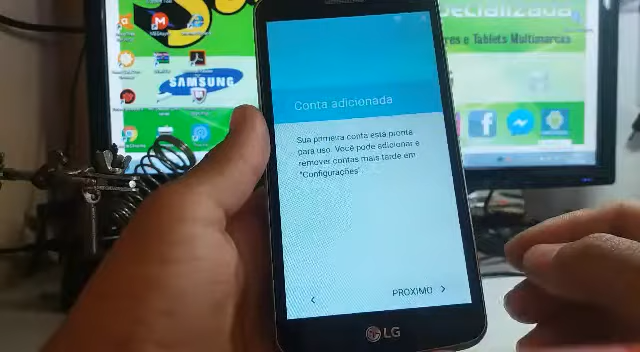 Especializada
res e Tablets Multimarcas
SAMSUNG
Conta adicionada
Sua primeira conta está pronta
para uso. Você pode adicionar e
remover contas mais tarde em
"Configurações".
PRÓXIMO
LG